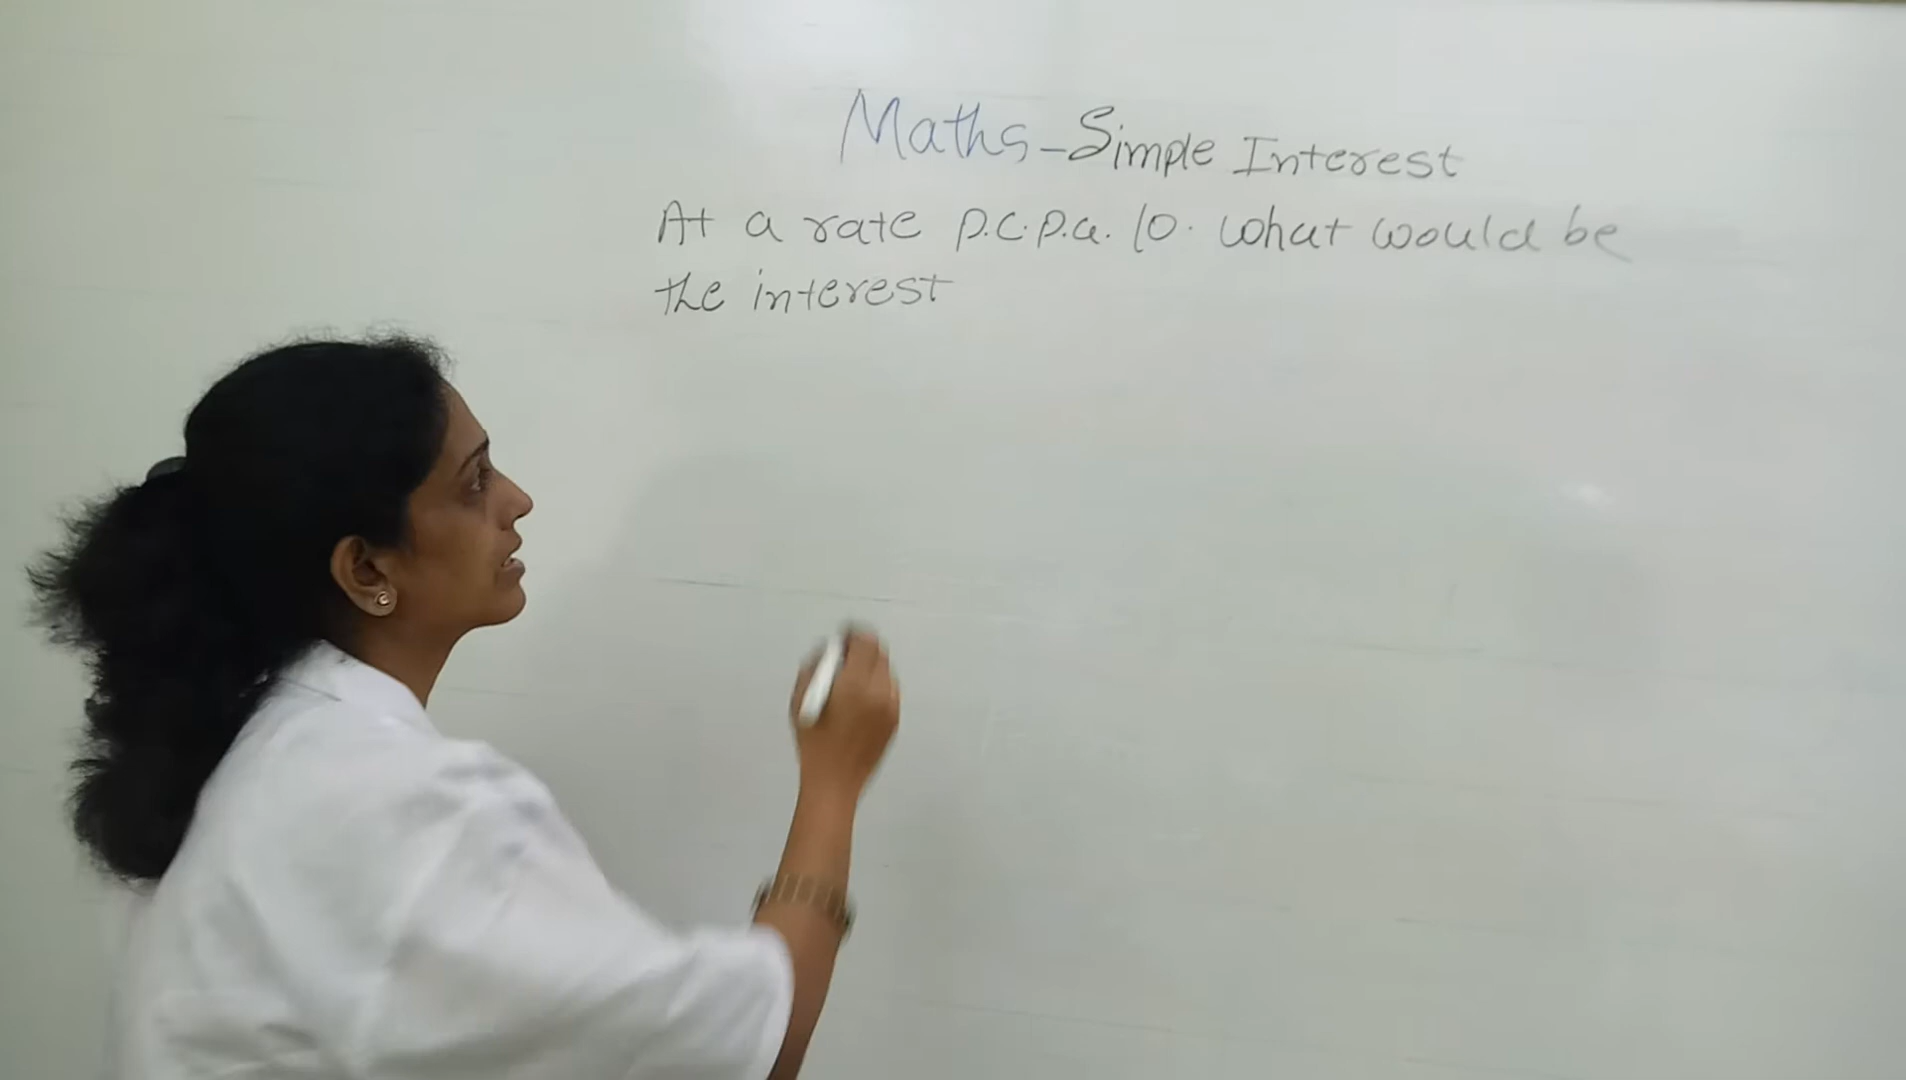 Maths-Simple Interest
At a rate p.c.p.a. 10. what would be
the interest